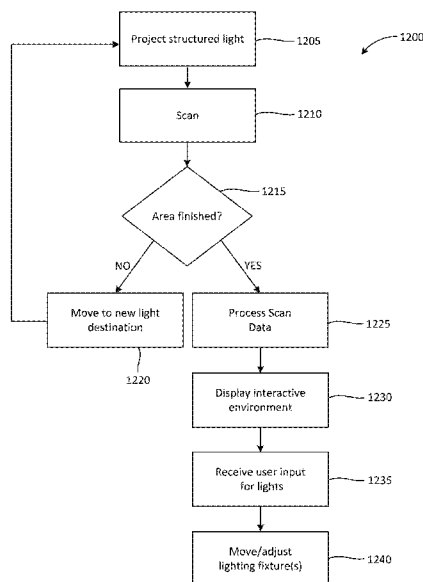 Project structured light
1205
1200
Scan
1210
Area finished?
1215
NO
YES
Move to new light
destination
1220
Process Scan
Data
1225
Display interactive
environment
1230
Receive user input
for lights
1235
Move/adjust
lighting fixture(s)
1240